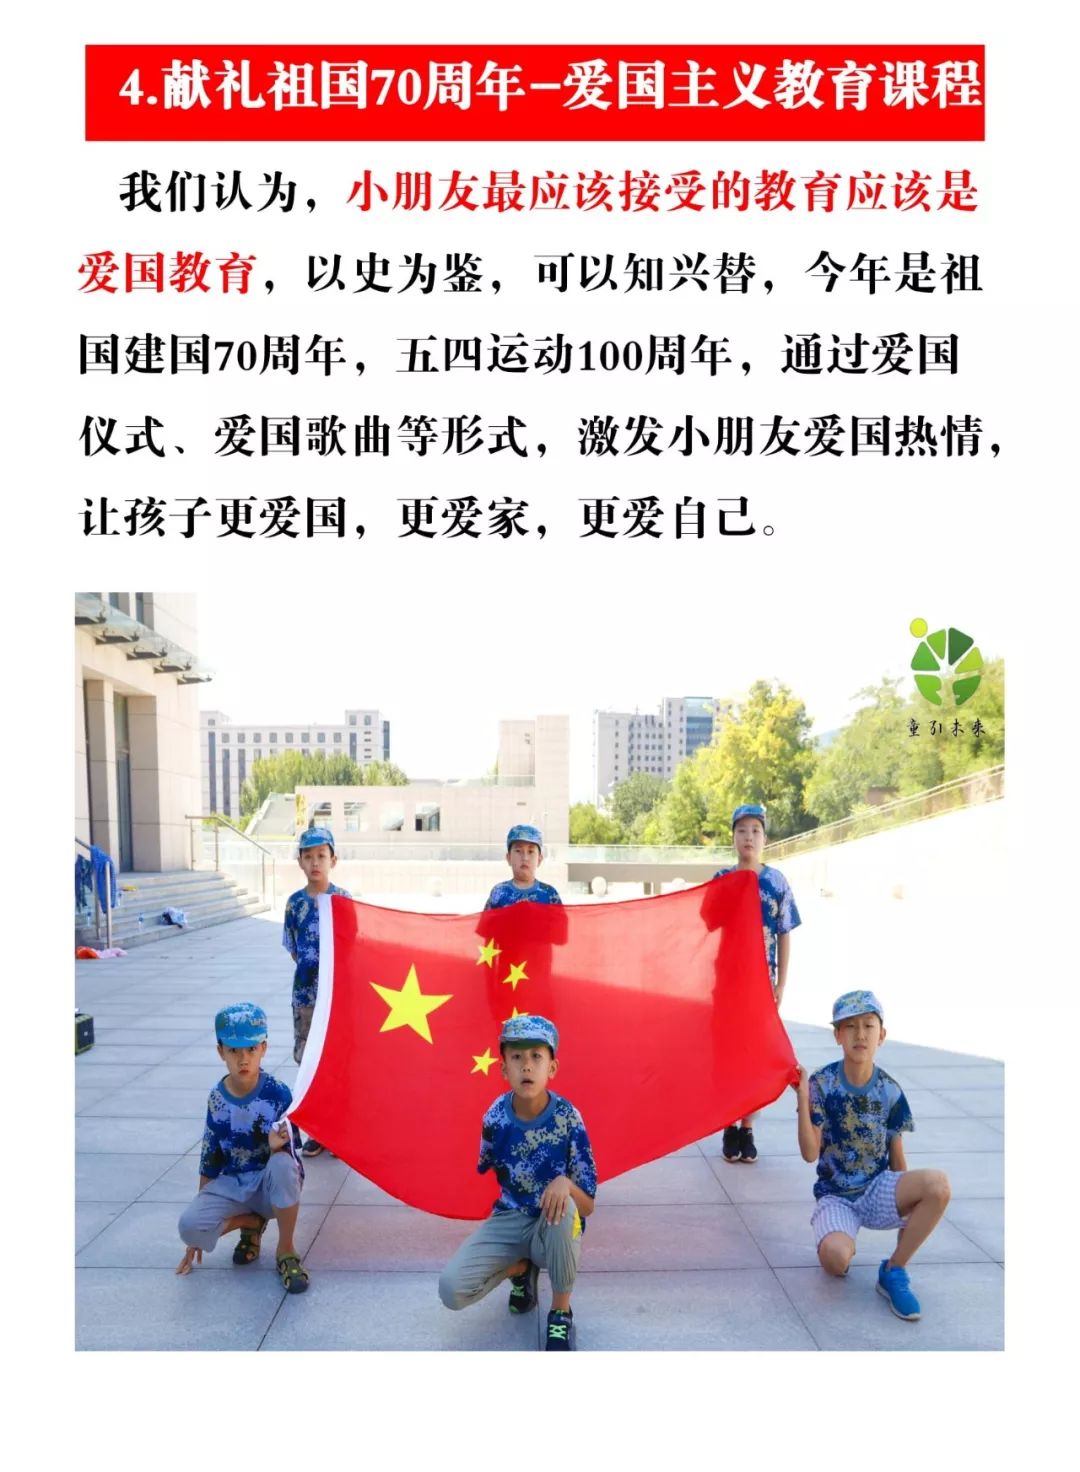 4.献礼祖国70周年-爱国主义教育课程
我们认为，小朋友最应该接受的教育应该是
爱国教育，以史为鉴，可以知兴替，今年是祖
国建国70周年，五四运动100周年，通过爱国
仪式、爱国歌曲等形式，激发小朋友爱国热情，
让孩子更爱国，更爱家，更爱自己。
童引未来